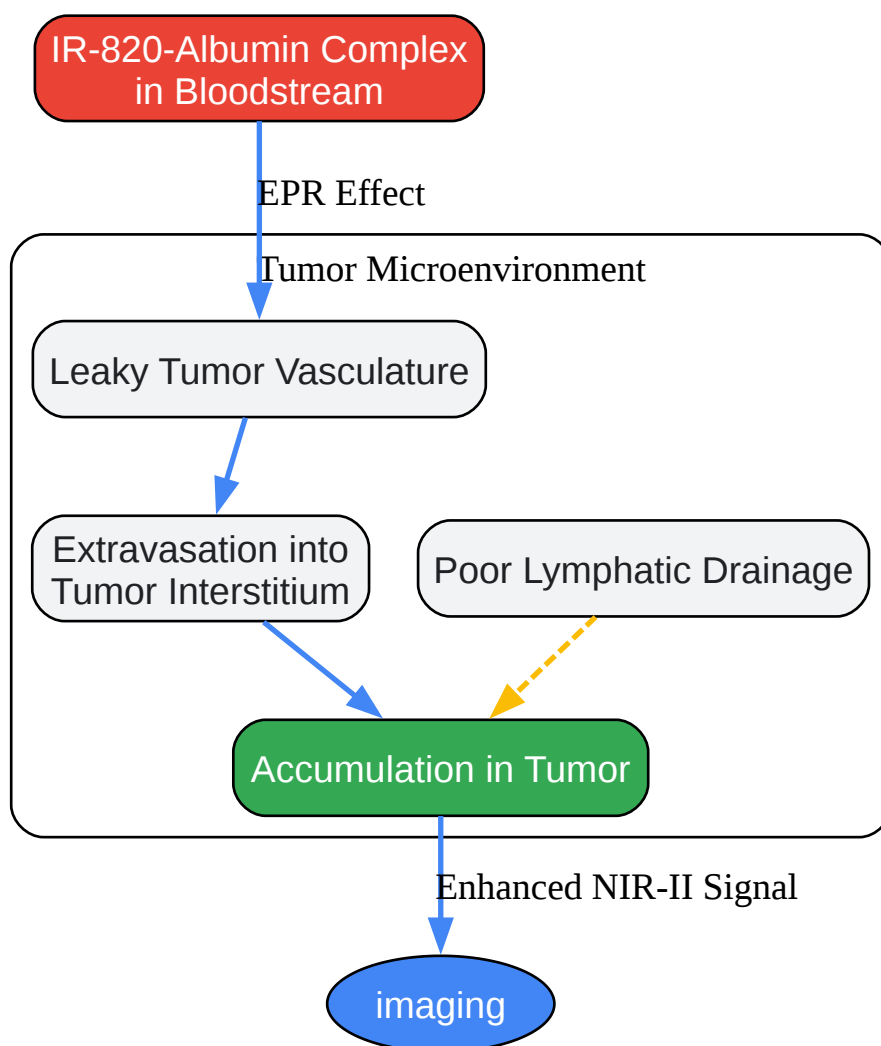 IR-820-Albumin Complex
in Bloodstream
EPR Effect
Tumor Microenvironment
Leaky Tumor Vasculature
Extravasation into
Tumor Interstitium
Poor Lymphatic Drainage
Accumulation in Tumor
Enhanced NIR-II Signal
imaging